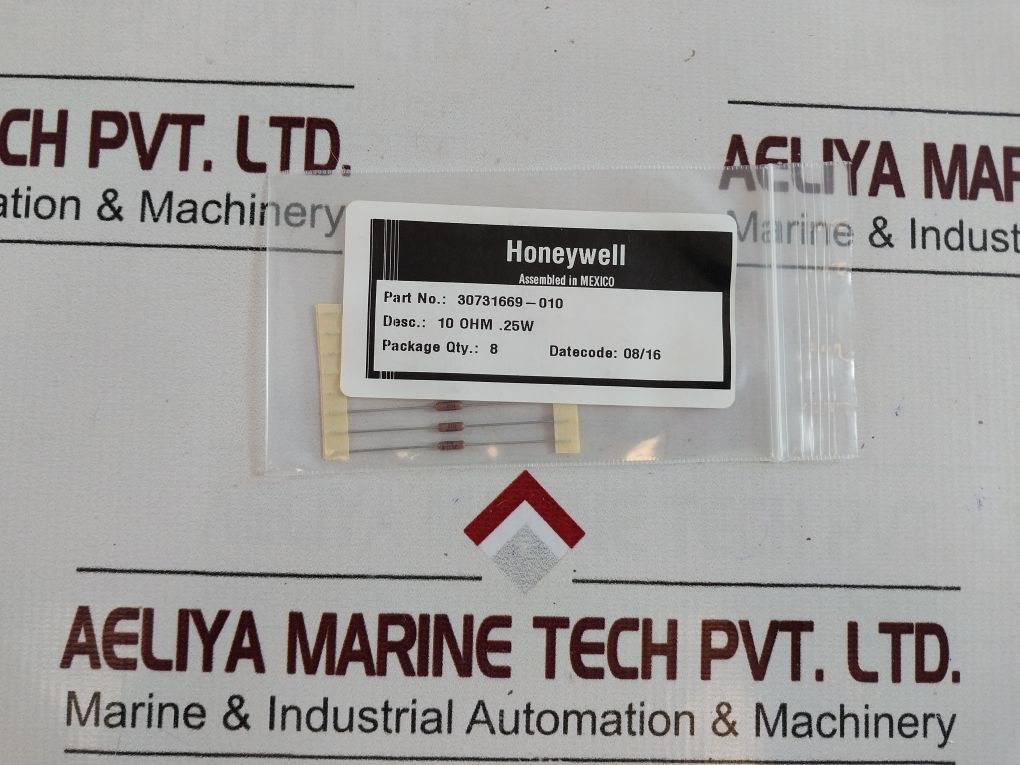 CH PVT. LTD.
ation & Machinery
AELIYA MAR
Marine & Indust
Honeywell
Assembled in MEXICO
Part No.: 30731669-010
Desc.: 10 OHM .25W
Package Qty.: 8 Datecode: 08/16
AELIYA MARINE TECH PVT. LTD.
Marine & Industrial Automation & Machinery